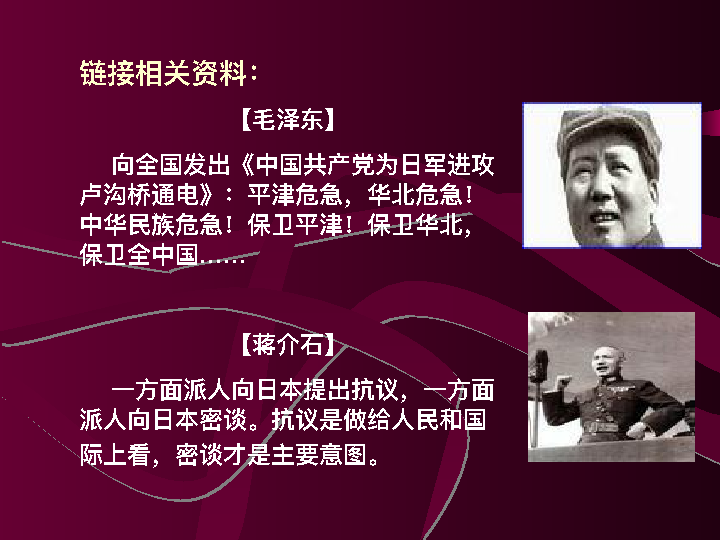 链接相关资料：
【毛泽东】
向全国发出《中国共产党为日军进攻
卢沟桥通电》：平津危急，华北危急！
中华民族危急！保卫平津！保卫华北，
保卫全中国……
【蒋介石】
一方面派人向日本提出抗议，一方面
派人向日本密谈。抗议是做给人民和国
际上看，密谈才是主要意图。